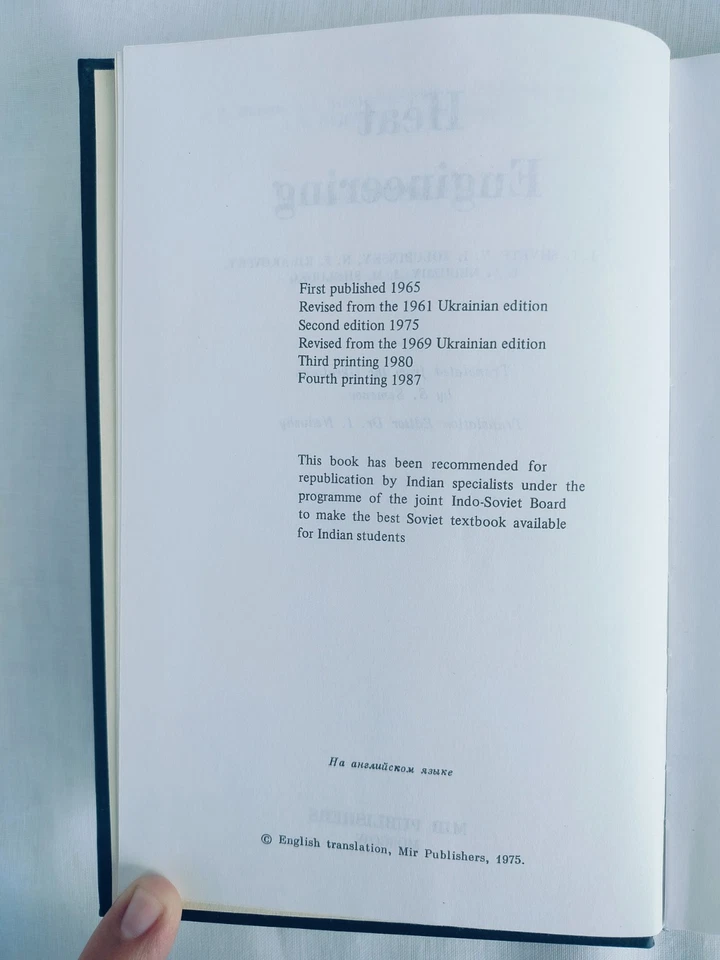 First published 1965
Revised from the 1961 Ukrainian edition
Second edition 1975
Revised from the 1969 Ukrainian edition
Third printing 1980
Fourth printing 1987
This book has been recommended for
republication by Indian specialists under the
programme of the joint Indo-Soviet Board
to make the best Soviet textbook available
for Indian students
На английском языке
© English translation, Mir Publishers, 1975.